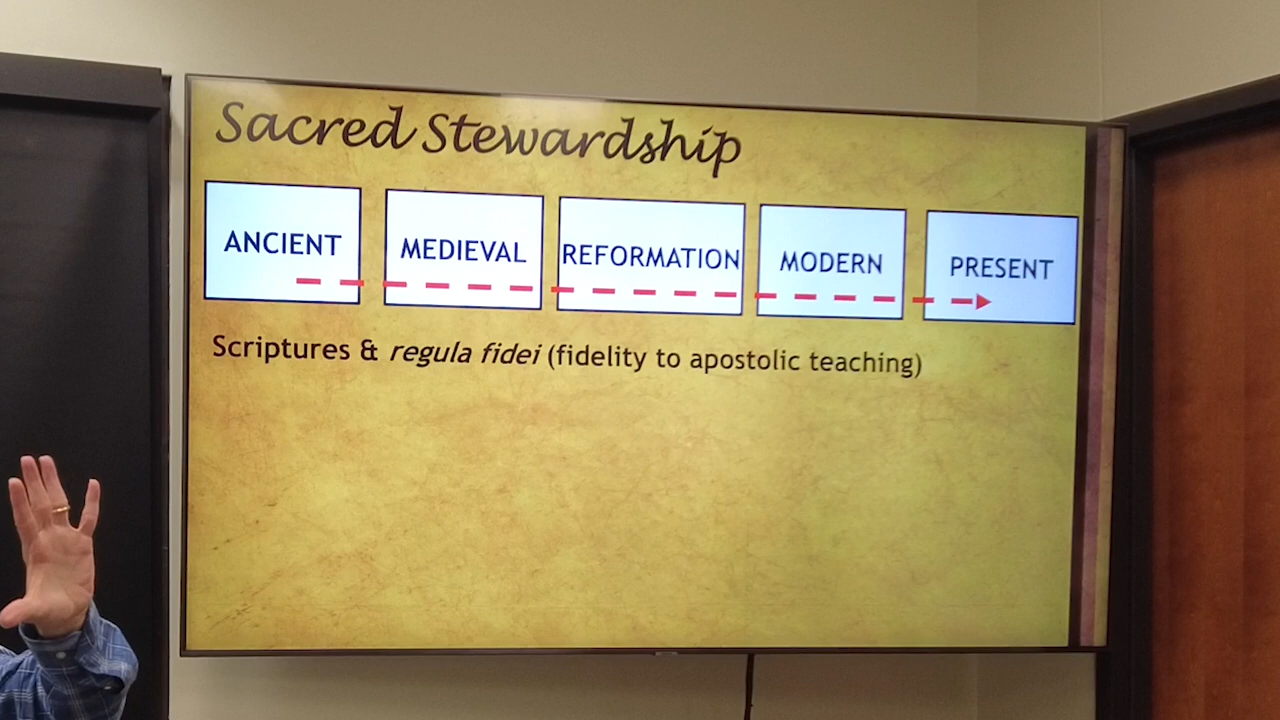 Sacred Stewardship
ANCIENT MEDIEVAL REFORMATION MODERN PRESENT
Scriptures & regula fidei (fidelity to apostolic teaching)